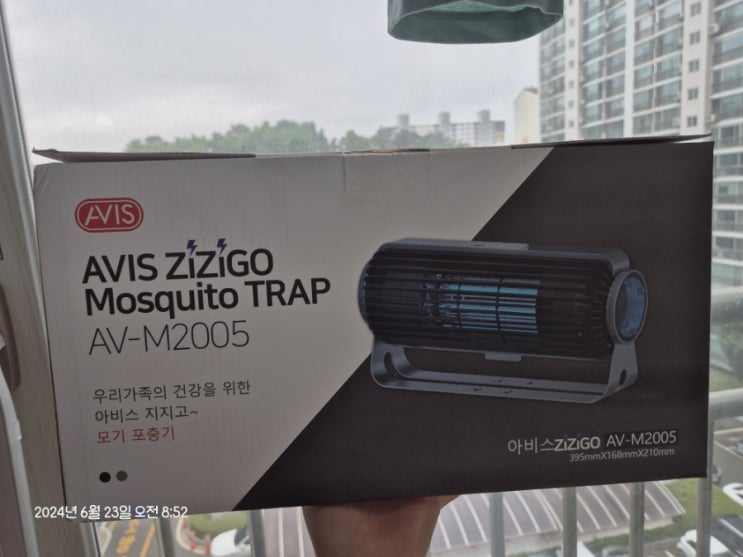 AVIS
AVIS ZiZiGO
Mosquito TRAP
AV-M2005
우리가족의 건강을 위한
아비스 지지고~
모기 포충기
아비스ZiZiGO AV-M2005
395mmX168mmX210mm
2024년 6월 23일 오전 8:52